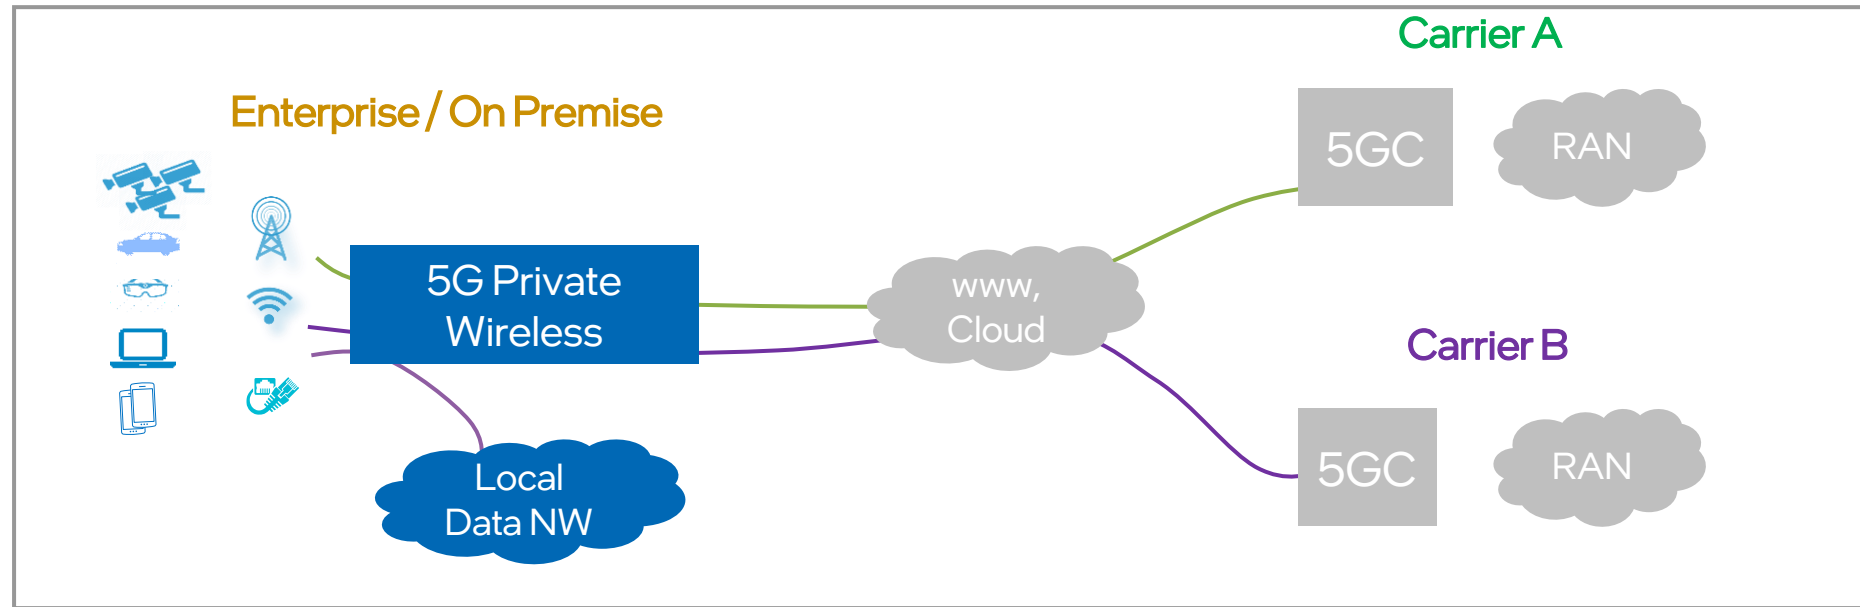 Carrier A
Enterprise / On Premise
5GC
RAN
5G Private
Wireless
www,
Cloud
Carrier B
Local
Data NW
5GC
RAN